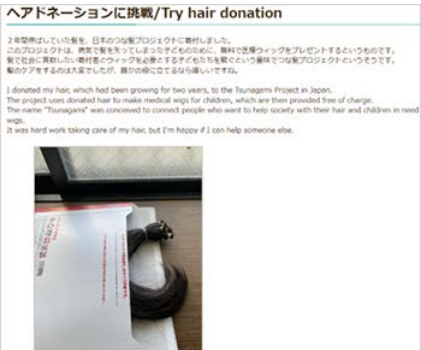 ヘアドネーションに挑戦/Try hair donation
２年間伸ばしていた髪を、日本のつな髪プロジェクトに寄付しました。
このプロジェクトは、病気で髪を失ってしまった子どものために、無料で医療ウィッグをプレゼントするというものです。
髪で社会に貢献したい寄付者とウィッグを必要とする子どもたちを繋ぐという意味でつな髪プロジェクトというそうです。
髪のケアをするのは大変でしたが、誰かの役に立てるなら嬉しいですね。
I donated my hair, which had been growing for two years, to the Tsunagami Project in Japan.
The project uses donated hair to make medical wigs for children, which are then provided free of charge.
The name "Tsunagami" was conceived to connect people who want to help society with their hair and children in need
wigs.
It was hard work taking care of my hair, but I'm happy if I can help someone else.